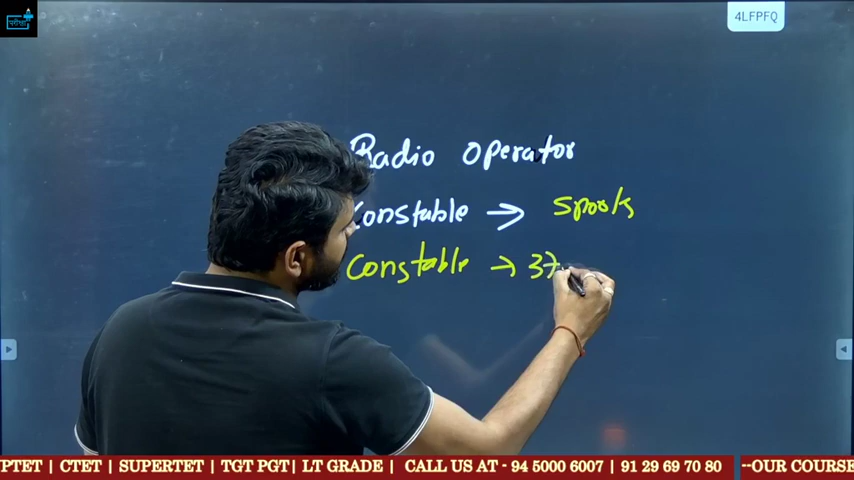 परीक्षा
4LFPFQ
Radio Operator
Constable →
Constable → 37
PTET | CTET | SUPERTET | TGT PGT| LT GRADE | CALL US AT - 94 5000 6007 | 91 29 69 70 80 --OUR COURSE